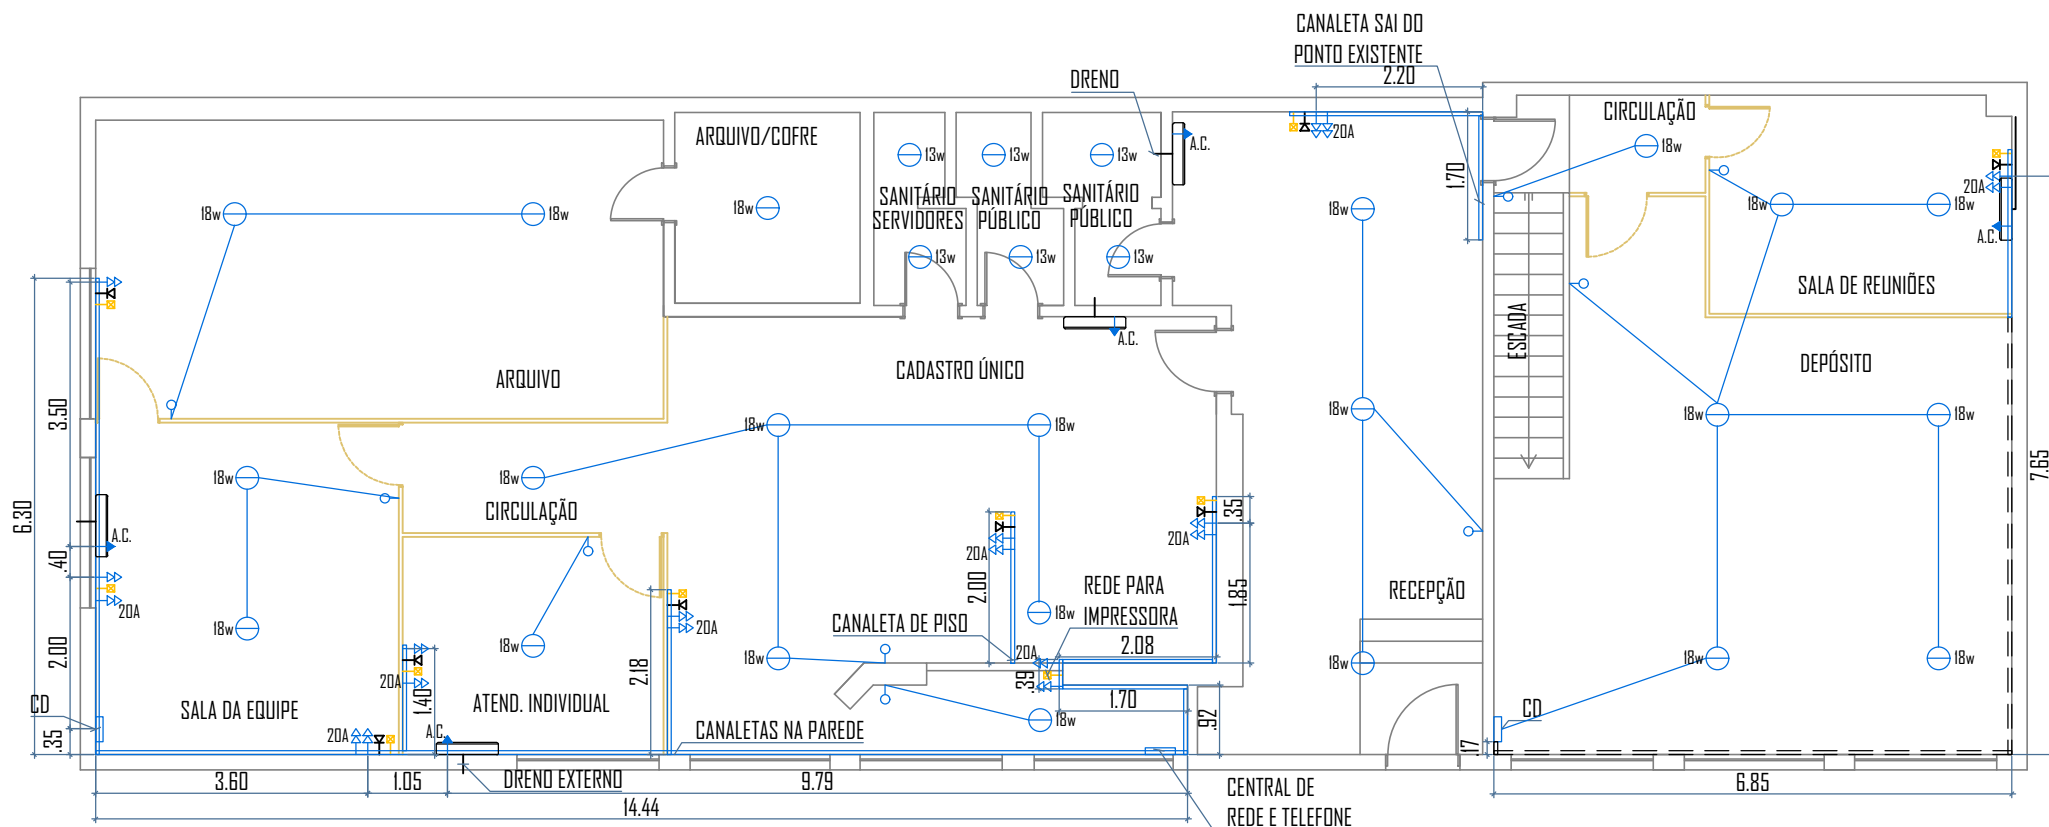 CANALETA SAI DO
PONTO EXISTENTE
2.20
DRENO
CIRCULAÇÃO
ARQUIVO/COFRE
20A
A.C.
18w
13w
13w
13w
1.70
SANITÁRIO
SERVIDORES
SANITÁRIO
PÚBLICO
SANITÁRIO
PÚBLICO
20A
18w
18w
18w
18w
18w
18w
A.C.
13w
13w
13w
SALA DE REUNIÕES
ESCADA
A.C.
CADASTRO ÚNICO
DEPÓSITO
ARQUIVO
3.50
18w
18w
18w
18w
18w
7.65
18w
18w
6.30
CIRCULAÇÃO
.35
A.C.
20A
20A
.40
REDE PARA
IMPRESSORA
2.00
1.85
RECEPÇÃO
20A
18w
20A
18w
CANALETA DE PISO
2.00
18w
2.18
2.08
18w
20A
18w
18w
18w
20A
.39
1.40
1.70
CD
SALA DA EQUIPE
ATEND. INDIVIDUAL
CD
.92
18w
.35
20A
A.C.
CANALETAS NA PAREDE
.17
3.60
1.05
DRENO EXTERNO
9.79
6.85
14.44
CENTRAL DE
REDE E TELEFONE